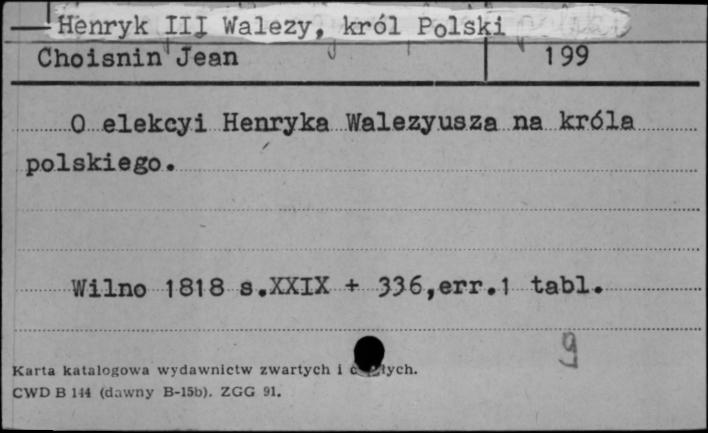 Henryk III Walezy, król Polski
Choisnin Jean 199
O elekcyi Henryka Walezyusza na króla
polskiego.
Wilno 1818 s.XXIX + 336,err.1 tabl.
9
Karta katalogowa wydawnictw zwartych i
CWD B 144 (dawny B-15b). ZGG 91.